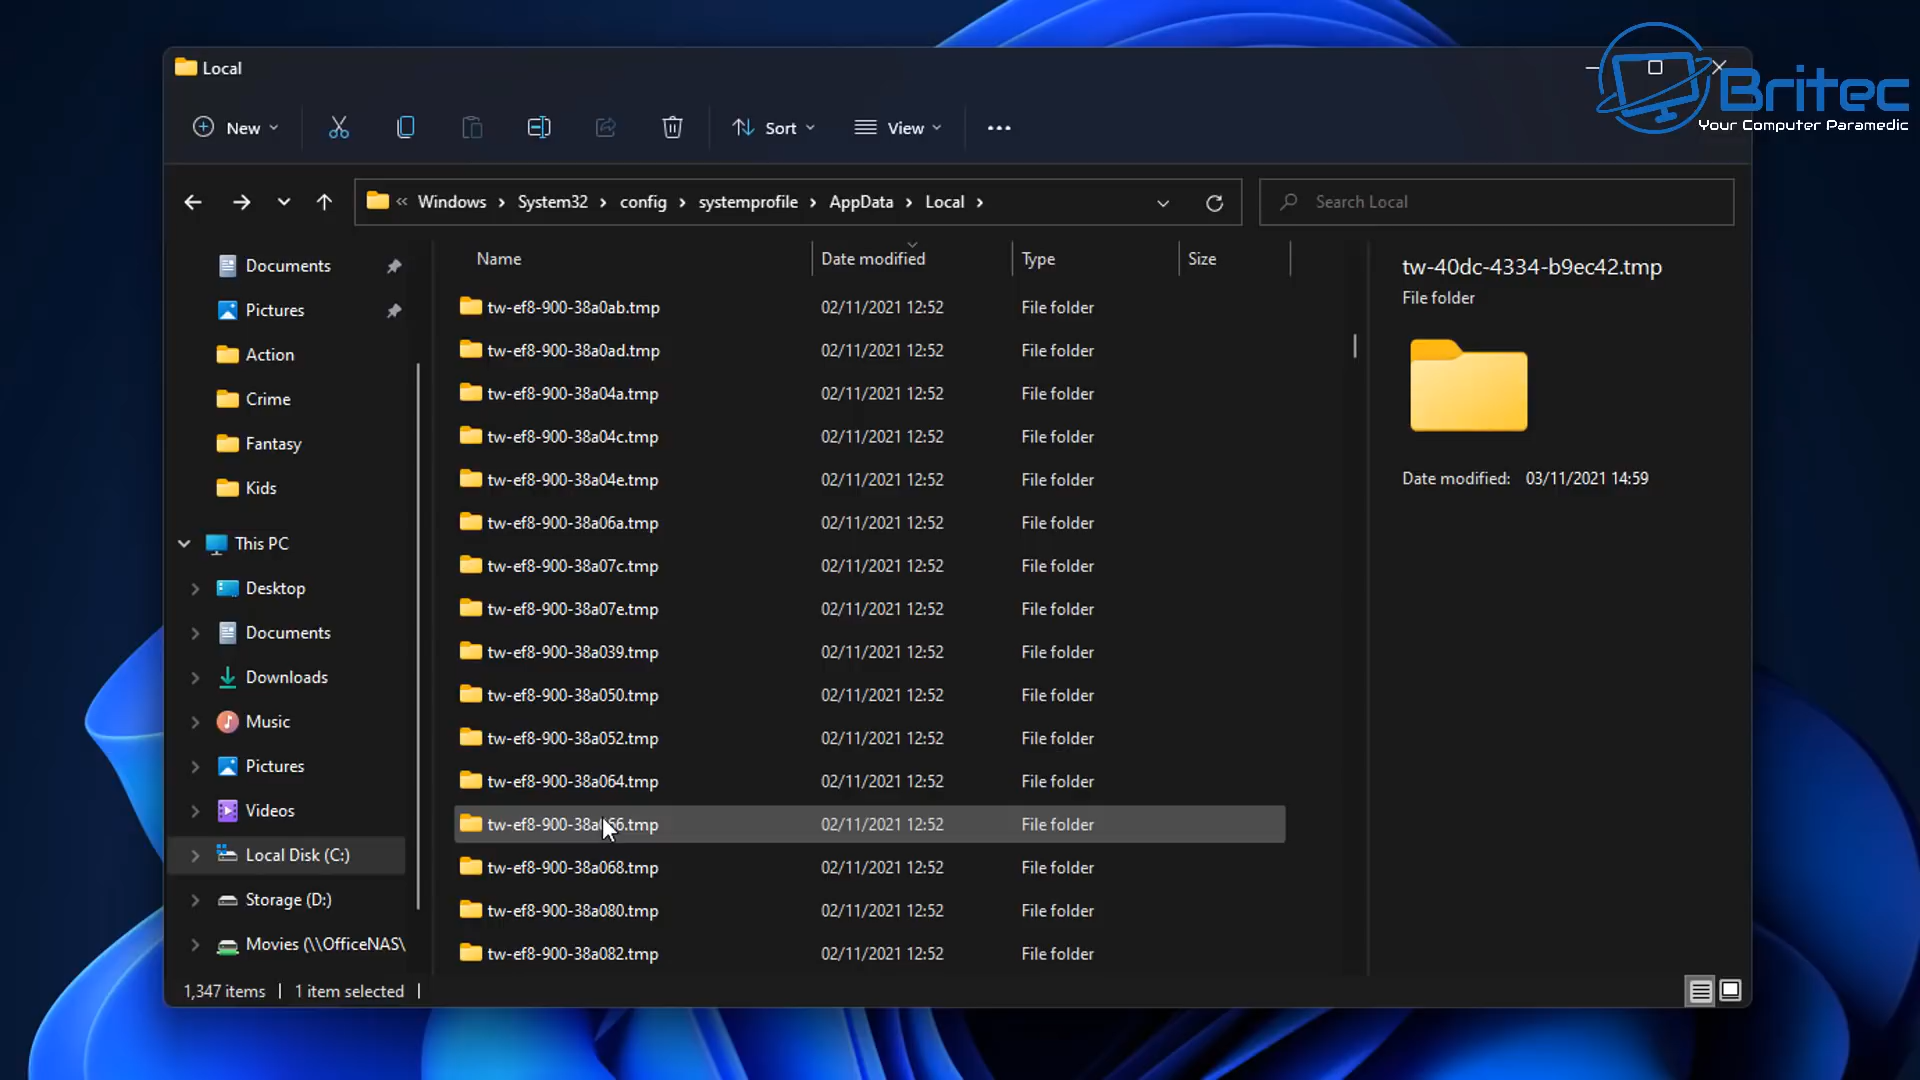 Local
Britec
Your Computer Paramedic
New
Sort
View
Windows
System32
config
systemprofile
AppData
Local
Search Local
Documents
Pictures
Action
Crime
Fantasy
Kids
This PC
Desktop
Documents
Downloads
Music
Pictures
Videos
Local Disk (C:)
Storage (D:)
Movies (\\OfficeNAS\
Name Date modified Type Size
tw-ef8-900-38a0ab.tmp 02/11/2021 12:52 File folder
tw-ef8-900-38a0ad.tmp 02/11/2021 12:52 File folder
tw-ef8-900-38a04a.tmp 02/11/2021 12:52 File folder
tw-ef8-900-38a04c.tmp 02/11/2021 12:52 File folder
tw-ef8-900-38a04e.tmp 02/11/2021 12:52 File folder
tw-ef8-900-38a06a.tmp 02/11/2021 12:52 File folder
tw-ef8-900-38a07c.tmp 02/11/2021 12:52 File folder
tw-ef8-900-38a07e.tmp 02/11/2021 12:52 File folder
tw-ef8-900-38a039.tmp 02/11/2021 12:52 File folder
tw-ef8-900-38a050.tmp 02/11/2021 12:52 File folder
tw-ef8-900-38a052.tmp 02/11/2021 12:52 File folder
tw-ef8-900-38a064.tmp 02/11/2021 12:52 File folder
tw-ef8-900-38a066.tmp 02/11/2021 12:52 File folder
tw-ef8-900-38a068.tmp 02/11/2021 12:52 File folder
tw-ef8-900-38a080.tmp 02/11/2021 12:52 File folder
tw-ef8-900-38a082.tmp 02/11/2021 12:52 File folder
tw-40dc-4334-b9ec42.tmp
File folder
Date modified: 03/11/2021 14:59
1,347 items
1 item selected